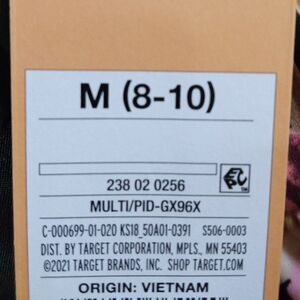 M (8-10)
EPC
238 02 0256
MULTI/PID-GX96X
C-000699-01-020 KS18_50A01-0391 S506-0003
DIST. BY TARGET CORPORATION, MPLS., MN 55403
©2021 TARGET BRANDS, INC. SHOP TARGET.COM
ORIGIN: VIETNAM